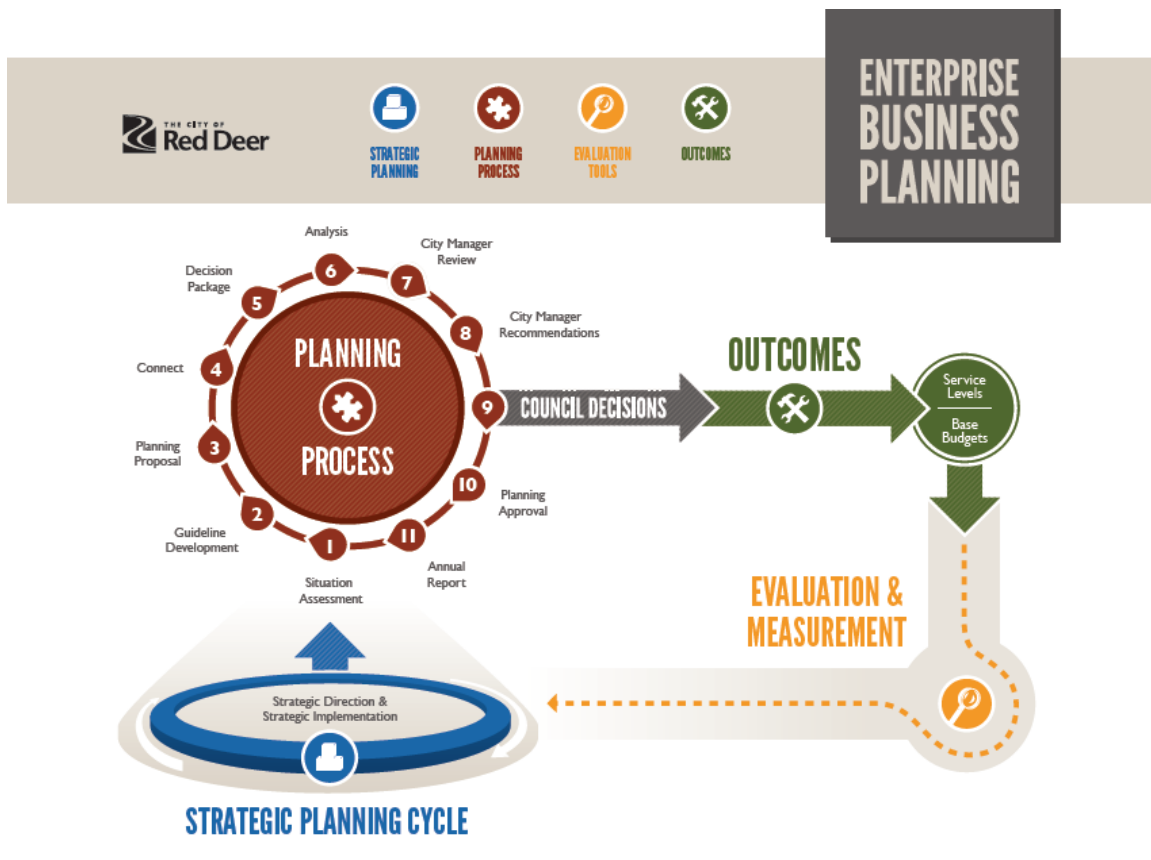 THE CITY OF
Red Deer
STRATEGIC
PLANNING
PLANNING
PROCESS
EVALUATION
TOOLS
OUTCOMES
ENTERPRISE
BUSINESS
PLANNING
Analysis
City Manager
Review
Decision
Package
City Manager
Recommendations
Connect
Planning
Proposal
Guideline
Development
Situation
Assessment
Annual
Report
Planning
Approval
6
7
5
8
4
9
3
10
2
11
1
PLANNING
PROCESS
COUNCIL DECISIONS
OUTCOMES
Service
Levels
Base
Budgets
EVALUATION &
MEASUREMENT
Strategic Direction &
Strategic Implementation
STRATEGIC PLANNING CYCLE